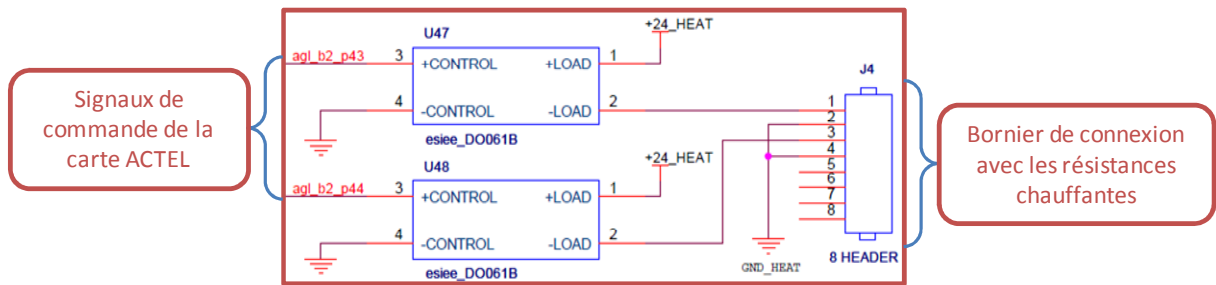 Signaux de
commande de la
carte ACTEL
U47
+24_HEAT
agl_b2_p43
3
+CONTROL
+LOAD
1
4
-CONTROL
-LOAD
2
esiee_DO061B
U48
+24_HEAT
agl_b2_p44
3
+CONTROL
+LOAD
1
4
-CONTROL
-LOAD
2
esiee_DO061B
J4
1
2
3
4
5
6
7
8
GND_HEAT
8 HEADER
Bornier de connexion
avec les résistances
chauffantes